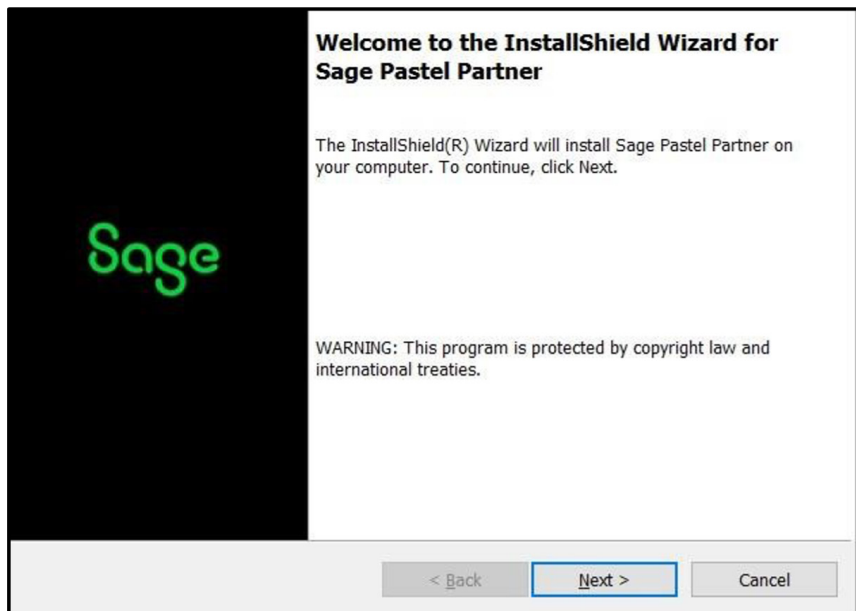 Welcome to the InstallShield Wizard for
Sage Pastel Partner
The InstallShield(R) Wizard will install Sage Pastel Partner on
your computer. To continue, click Next.
Sage
WARNING: This program is protected by copyright law and
international treaties.
< Back
Next >
Cancel